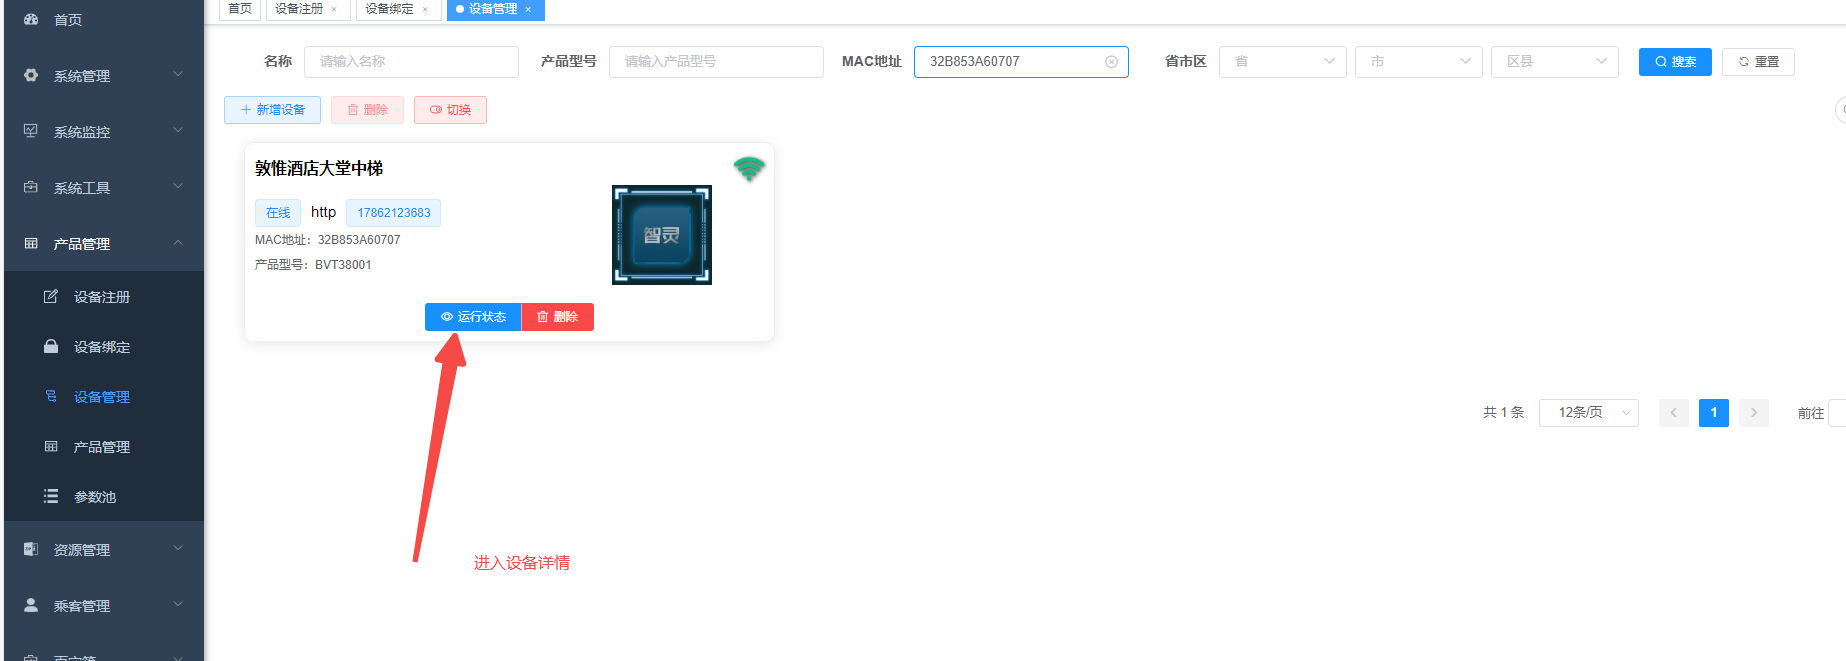 首页
设备注册 ×
设备绑定 ×
设备管理 ×
首页
系统管理
系统监控
系统工具
产品管理
设备注册
设备绑定
设备管理
产品管理
参数池
资源管理
乘客管理
名称 请输入名称 产品型号 请输入产品型号 MAC地址 32B853A60707 省市区 省 市 区县 搜索 重置
+ 新增设备 删除 切换
敦惟酒店大堂中梯
在线 http 17862123683
MAC地址：32B853A60707
产品型号：BVT38001
智灵
运行状态 删除
共 1 条 12条/页 < 1 > 前往
进入设备详情